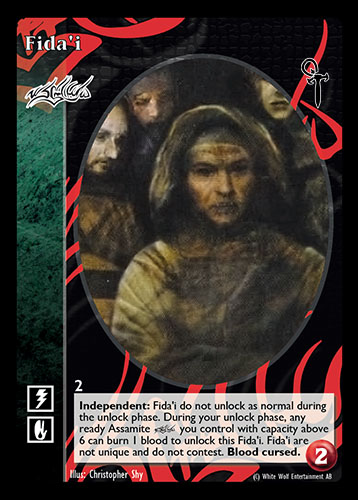 Fida'i
2
Independent: Fida'i do not unlock as normal during
the unlock phase. During your unlock phase, any
ready Assamite you control with capacity above
6 can burn 1 blood to unlock this Fida'i. Fida'i are
not unique and do not contest. Blood cursed.
2
Illus: Christopher Shy
(C) White Wolf Entertainment AB